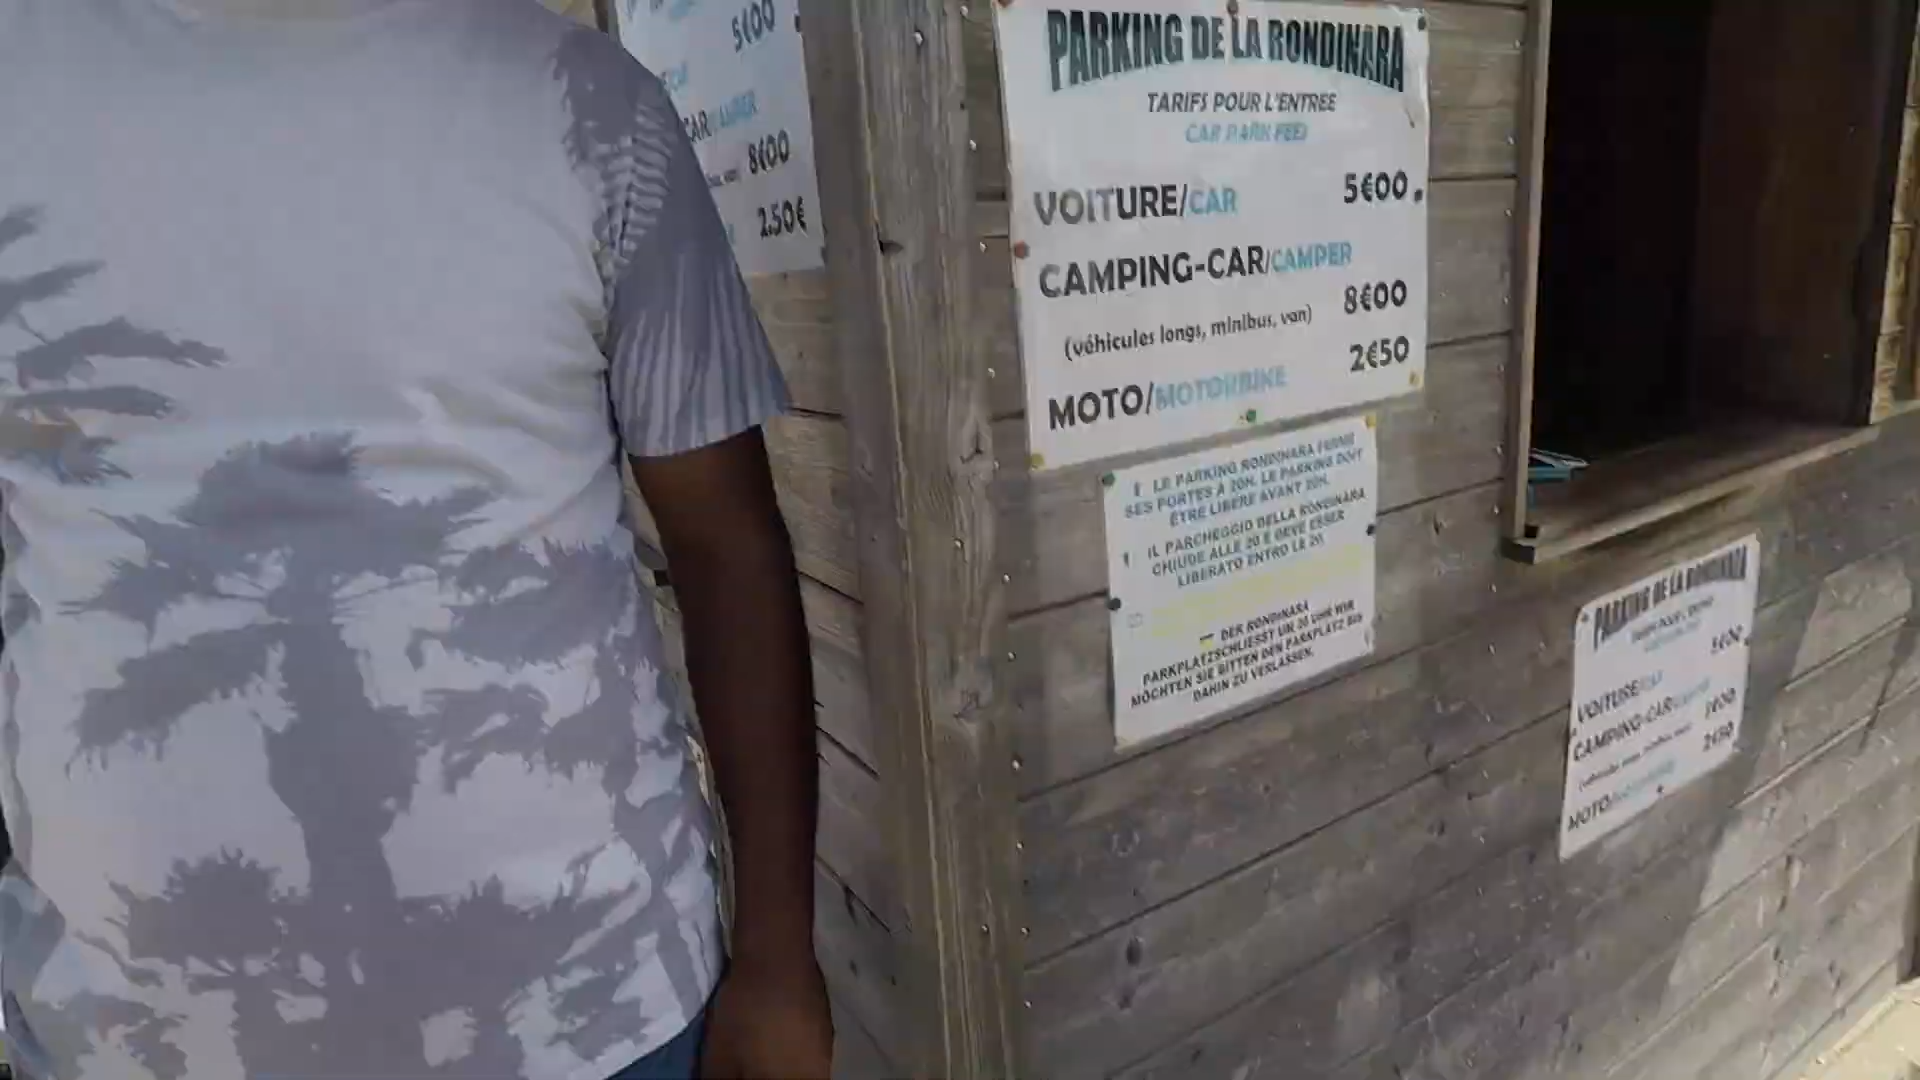 5€00
CAR/CAMPER
8€00
2.50€
PARKING DE LA RONDINARA
TARIFS POUR L'ENTREE
CAR PARK FEES
VOITURE/CAR 5€00
CAMPING-CAR/CAMPER
(véhicules longs, minibus, van) 8€00
MOTO/MOTORBIKE 2€50
LE PARKING RONDINARA FERME
SES PORTES A 20H. LE PARKING DOIT
ÊTRE LIBERE AVANT 20H.
IL PARCHEGGIO DELLA RONDINARA
CHIUDE ALLE 20 E DEVE ESSER
LIBERATO ENTRO LE 20.
DER RONDINARA
PARKPLATZSCHLIESST UM 20 UHR WIR
MÖCHTEN SIE BITTEN DEN PARKPLATZ BIS
DAHIN ZU VERLASSEN.
PARKING DE LA RONDINARA
5€00
VOITURE/CAR
CAMPING-CAR/
8€00
2€50
MOTO/